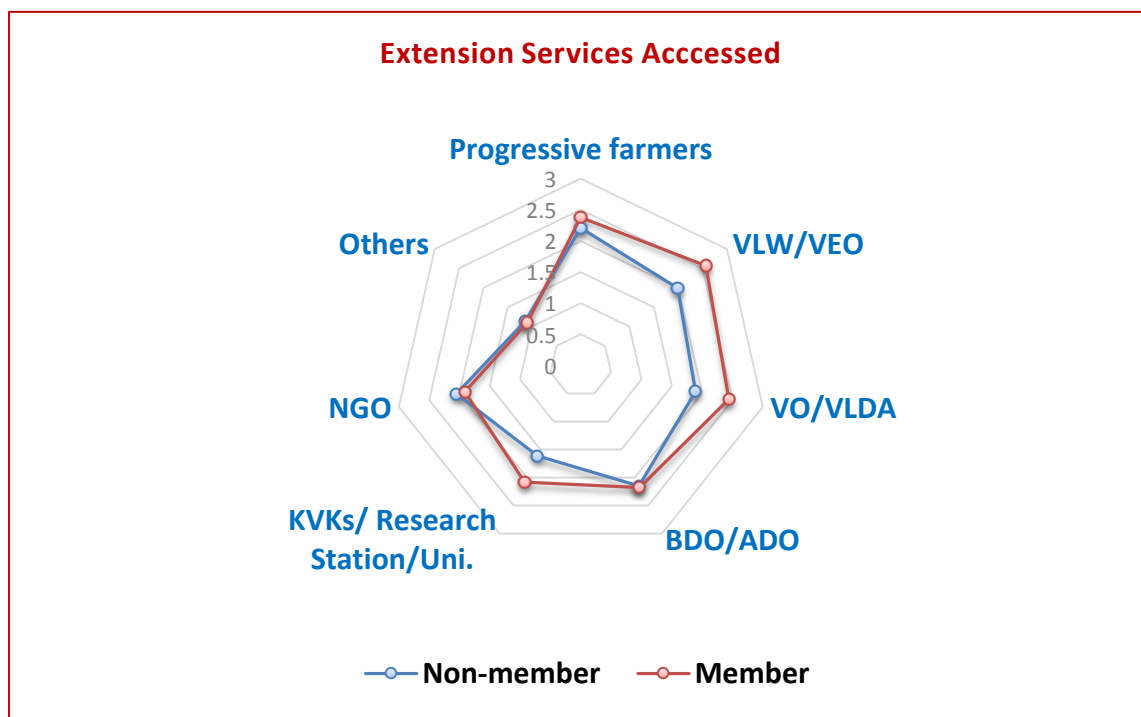 Extension Services Acccessed
Progressive farmers
3
2.5
2
1.5
1
0.5
0
VLW/VEO
VO/VLDA
BDO/ADO
KVKs/ Research
Station/Uni.
NGO
Others
Non-member
Member